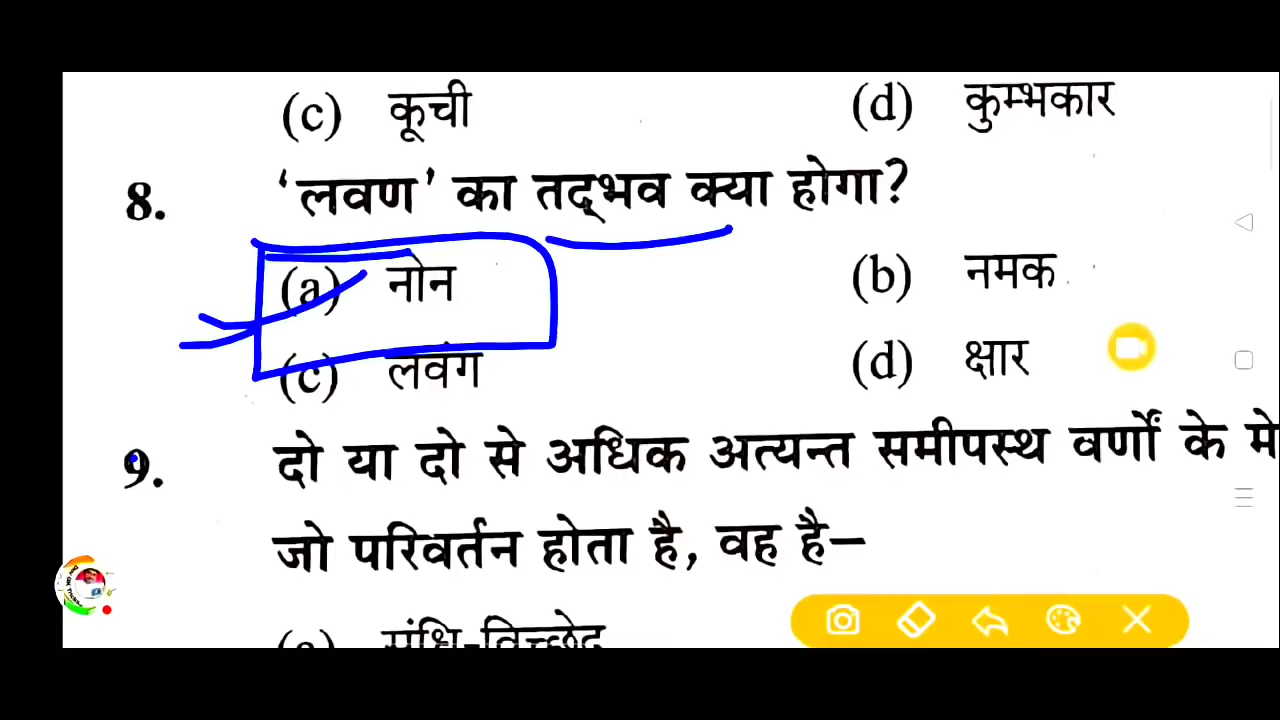 (c) कूची (d) कुम्भकार
8. 'लवण' का तद्भव क्या होगा?
(a) नोन (b) नमक
(c) लवंग (d) क्षार
9. दो या दो से अधिक अत्यन्त समीपस्थ वर्णों के मे
जो परिवर्तन होता है, वह है–
(a) संधि-विच्छेद